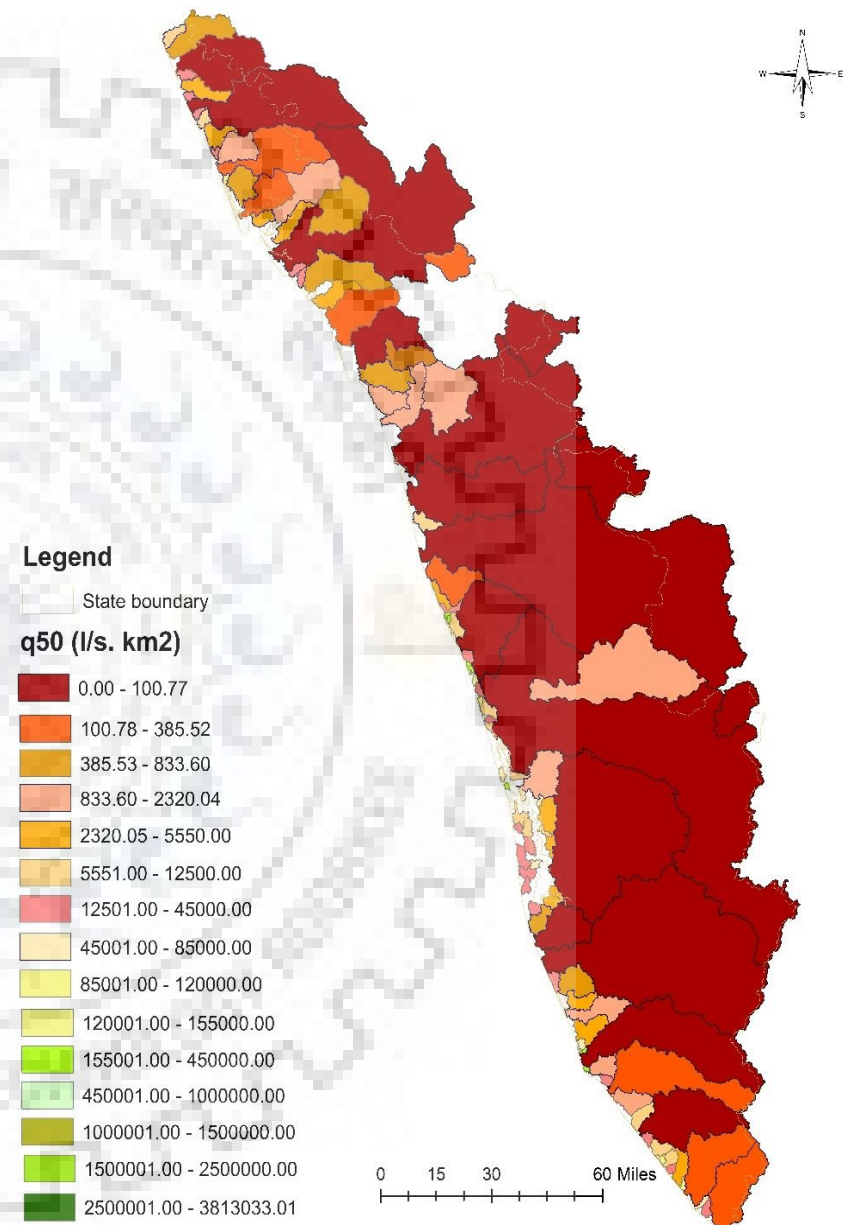 N
W E
S
Legend
State boundary
q50 (l/s. km2)
0.00 - 100.77
100.78 - 385.52
385.53 - 833.60
833.60 - 2320.04
2320.05 - 5550.00
5551.00 - 12500.00
12501.00 - 45000.00
45001.00 - 85000.00
85001.00 - 120000.00
120001.00 - 155000.00
155001.00 - 450000.00
450001.00 - 1000000.00
1000001.00 - 1500000.00
1500001.00 - 2500000.00
2500001.00 - 3813033.01
0 15 30 60 Miles